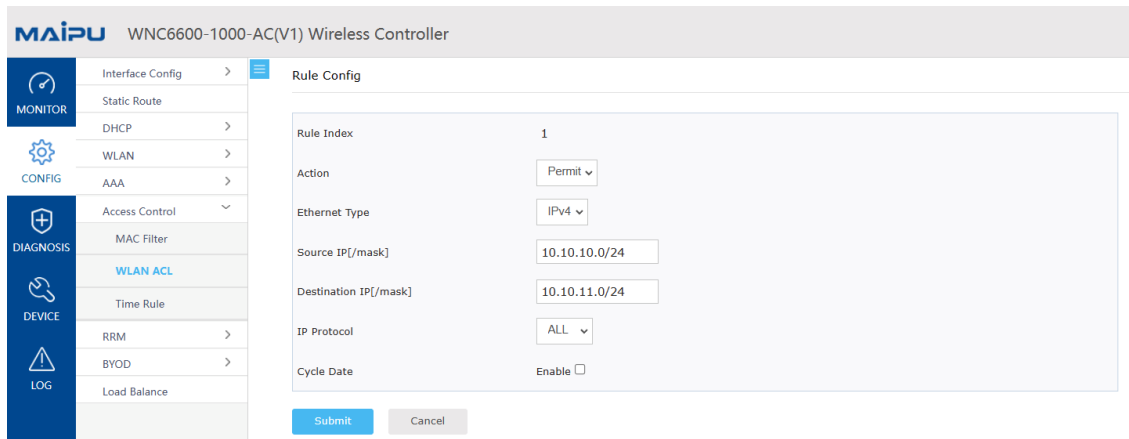 MAIPU WNC6600-1000-AC(V1) Wireless Controller
MONITOR
CONFIG
DIAGNOSIS
DEVICE
LOG
Interface Config
Static Route
DHCP
WLAN
AAA
Access Control
MAC Filter
WLAN ACL
Time Rule
RRM
BYOD
Load Balance
Rule Config
Rule Index 1
Action Permit
Ethernet Type IPv4
Source IP[/mask] 10.10.10.0/24
Destination IP[/mask] 10.10.11.0/24
IP Protocol ALL
Cycle Date Enable
Submit Cancel